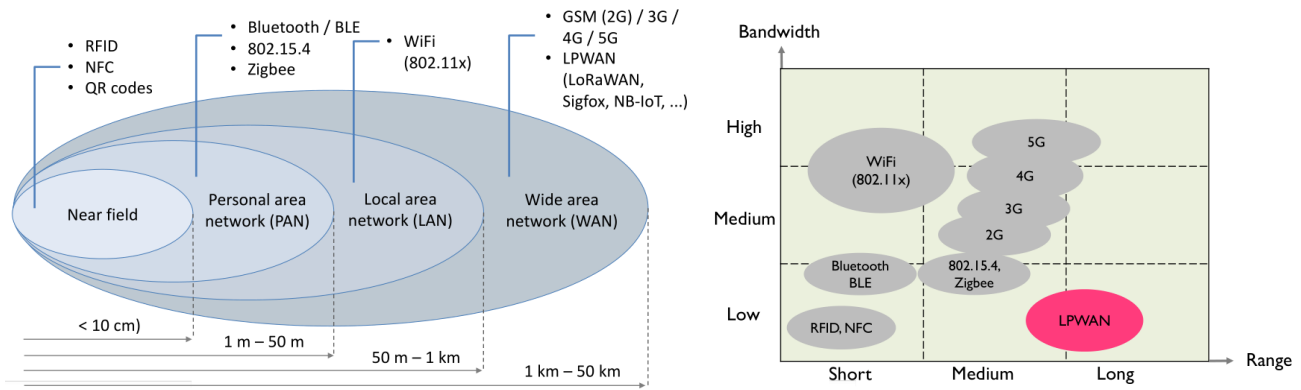 • RFID
• NFC
• QR codes
• Bluetooth / BLE
• 802.15.4
• Zigbee
• WiFi
(802.11x)
• GSM (2G) / 3G /
4G / 5G
• LPWAN
(LoRaWAN,
Sigfox, NB-IoT, ...)
Near field
Personal area
network (PAN)
Local area
network (LAN)
Wide area
network (WAN)
< 10 cm)
1 m – 50 m
50 m – 1 km
1 km – 50 km
Bandwidth
High
Medium
Low
WiFi
(802.11x)
5G
4G
3G
2G
Bluetooth
BLE
802.15.4,
Zigbee
RFID, NFC
LPWAN
Short
Medium
Long
Range